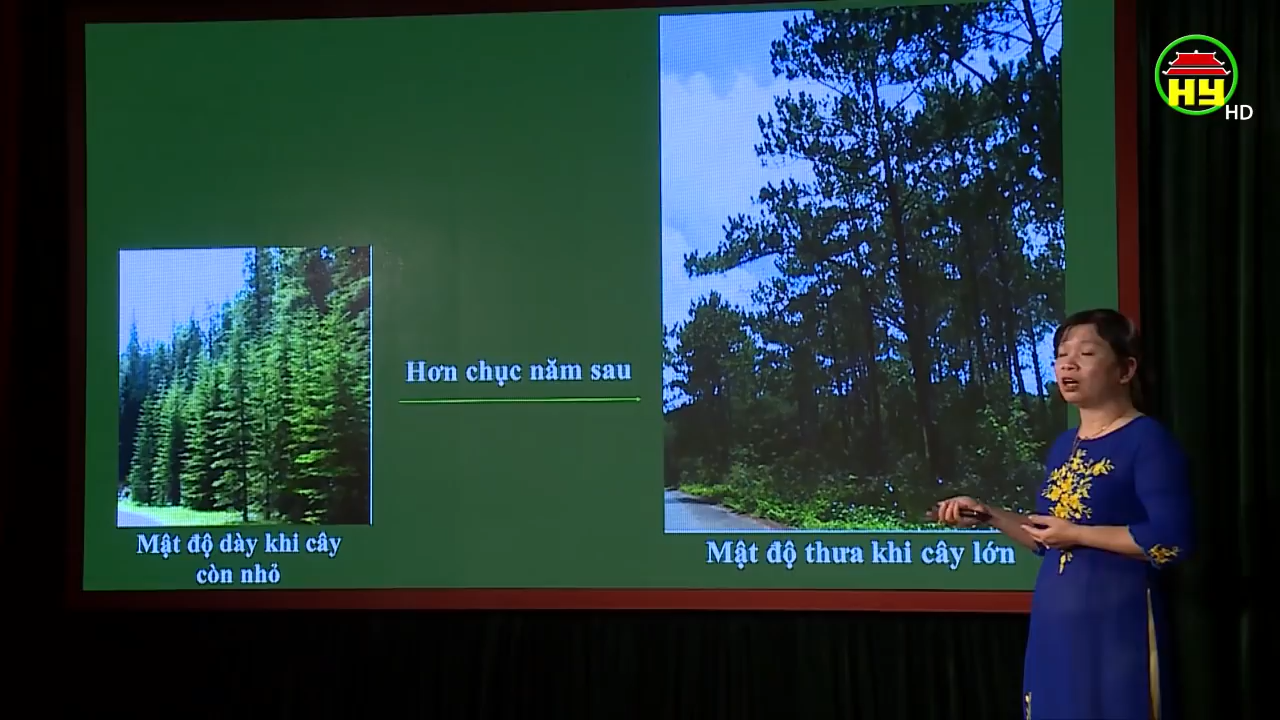 HY
HD
Hơn chục năm sau
Mật độ dày khi cây
còn nhỏ
Mật độ thưa khi cây lớn